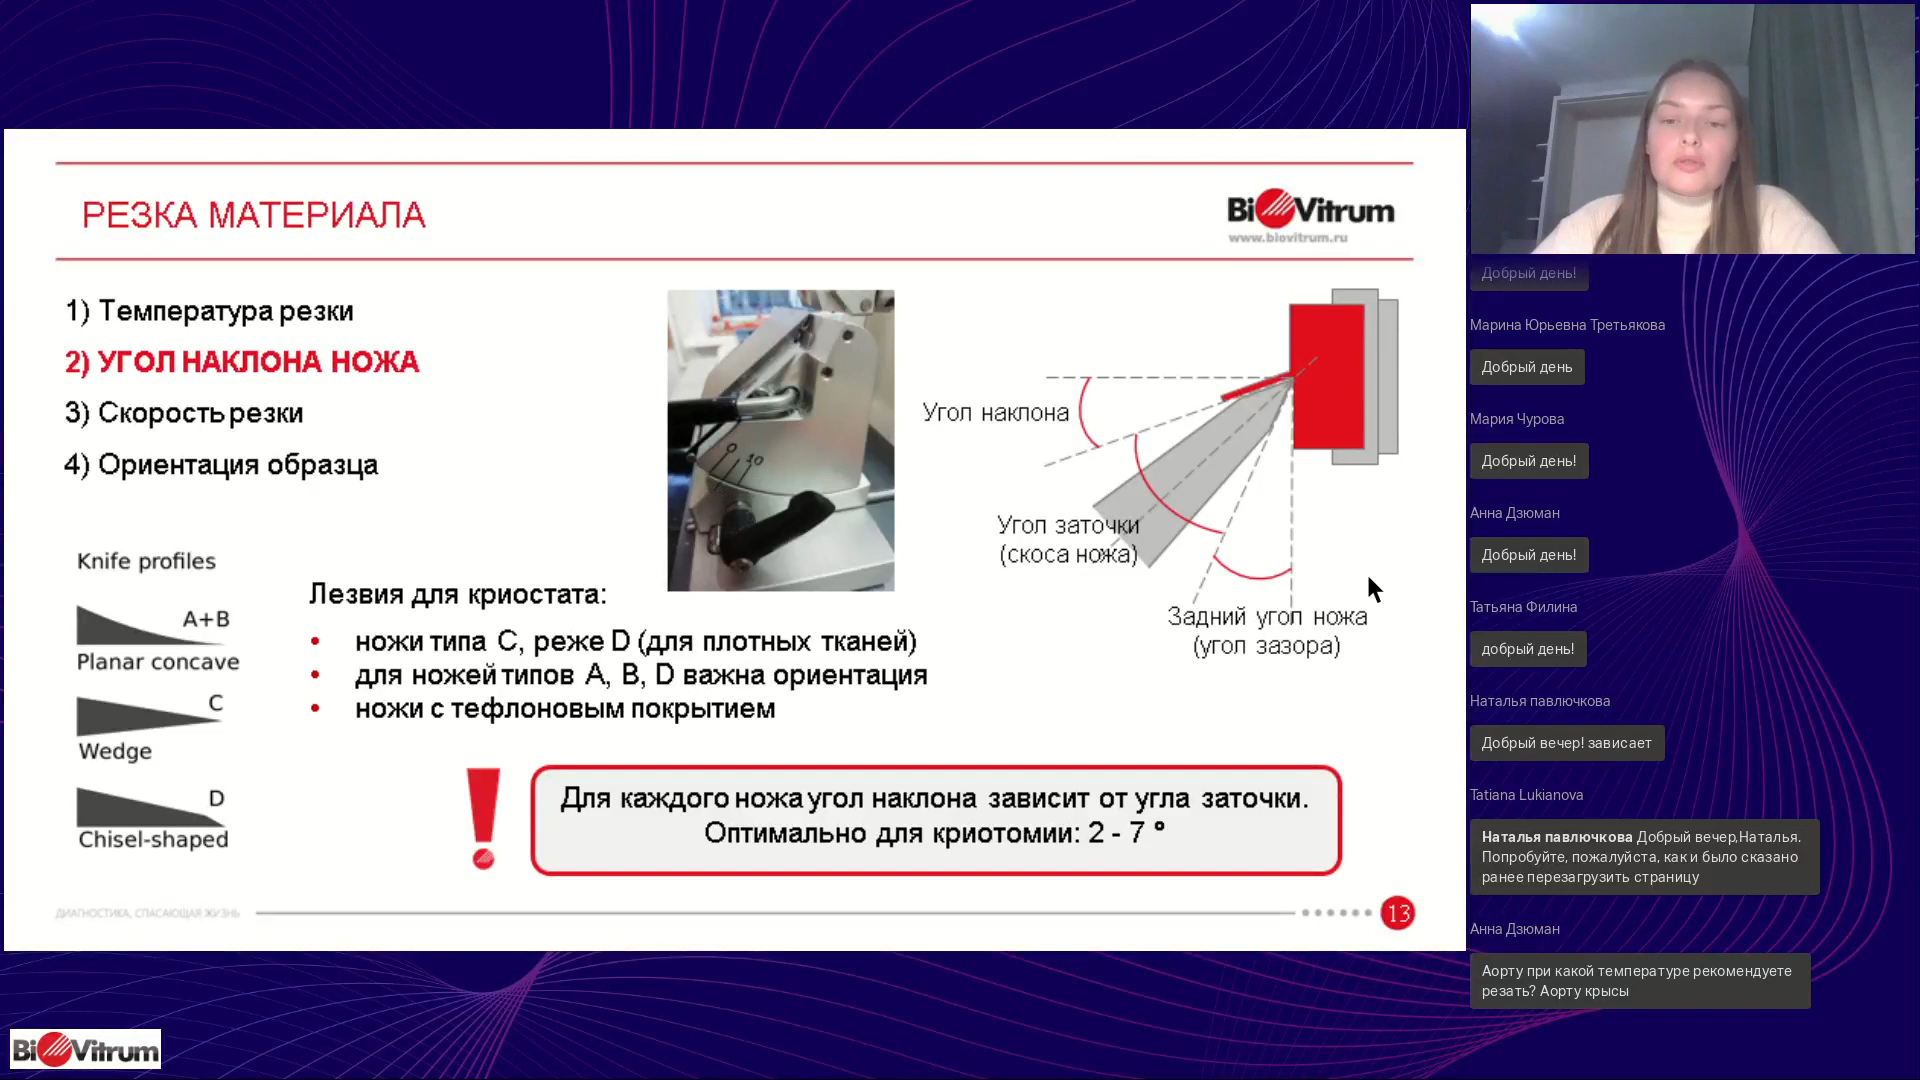 РЕЗКА МАТЕРИАЛА
BiOVitrum
www.biovitrum.ru
1) Температура резки
2) УГОЛ НАКЛОНА НОЖА
3) Скорость резки
4) Ориентация образца
0
10
Угол наклона
Угол заточки
(скоса ножа)
Задний угол ножа
(угол зазора)
Knife profiles
A+B
Planar concave
C
Wedge
D
Chisel-shaped
Лезвия для криостата:
• ножи типа С, реже D (для плотных тканей)
• для ножей типов А, В, D важна ориентация
• ножи с тефлоновым покрытием
Для каждого ножа угол наклона зависит от угла заточки.
Оптимально для криотомии: 2 - 7 °
ДИАГНОСТИКА, СПАСАЮЩАЯ ЖИЗНЬ
13
BiOVitrum
Добрый день!
Марина Юрьевна Третьякова
Добрый день
Мария Чурова
Добрый день!
Анна Дзюман
Добрый день!
Татьяна Филина
добрый день!
Наталья павлючкова
Добрый вечер! зависает
Tatiana Lukianova
Наталья павлючкова Добрый вечер,Наталья.
Попробуйте, пожалуйста, как и было сказано
ранее перезагрузить страницу
Анна Дзюман
Аорту при какой температуре рекомендуете
резать? Аорту крысы